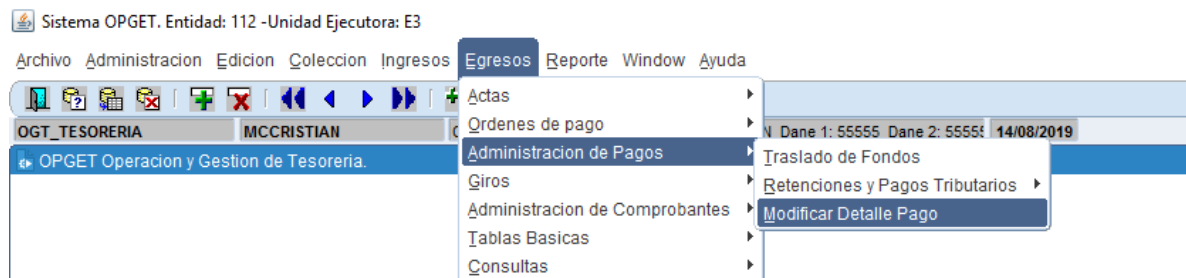 Sistema OPGET. Entidad: 112 -Unidad Ejecutora: E3
Archivo Administracion Edicion Coleccion Ingresos Egresos Reporte Window Ayuda
Actas
Ordenes de pago
OGT_TESORERIA MCCRISTIAN Dane 1: 55555 Dane 2: 55555 14/08/2019
OPGET Operacion y Gestion de Tesoreria.
Administracion de Pagos
Traslado de Fondos
Giros
Retenciones y Pagos Tributarios
Administracion de Comprobantes
Modificar Detalle Pago
Tablas Basicas
Consultas